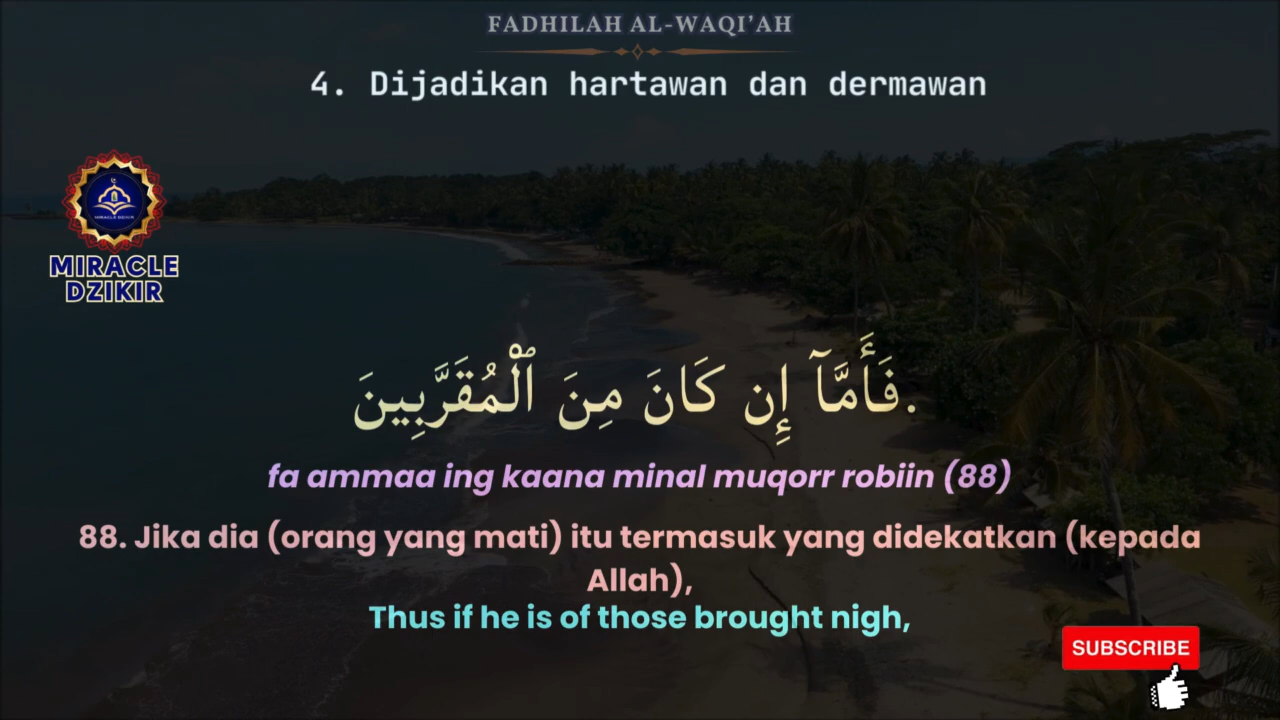 FADHILAH AL-WAQI’AH
4. Dijadikan hartawan dan dermawan
MIRACLE
DZIKIR
فَأَمَّآ إِن كَانَ مِنَ ٱلْمُقَرَّبِينَ.
fa ammaa ing kaana minal muqorr robiin (88)
88. Jika dia (orang yang mati) itu termasuk yang didekatkan (kepada
Allah),
Thus if he is of those brought nigh,
SUBSCRIBE